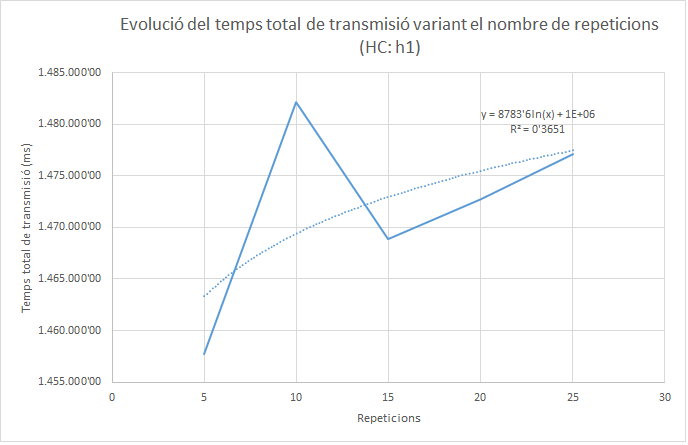 Evolució del temps total de transmisió variant el nombre de repeticions
(HC: h1)
1.485.000'00
1.480.000'00
1.475.000'00
1.470.000'00
1.465.000'00
1.460.000'00
1.455.000'00
Temps total de transmisió (ms)
y = 8783'6ln(x) + 1E+06
R² = 0'3651
0 5 10 15 20 25 30
Repeticions